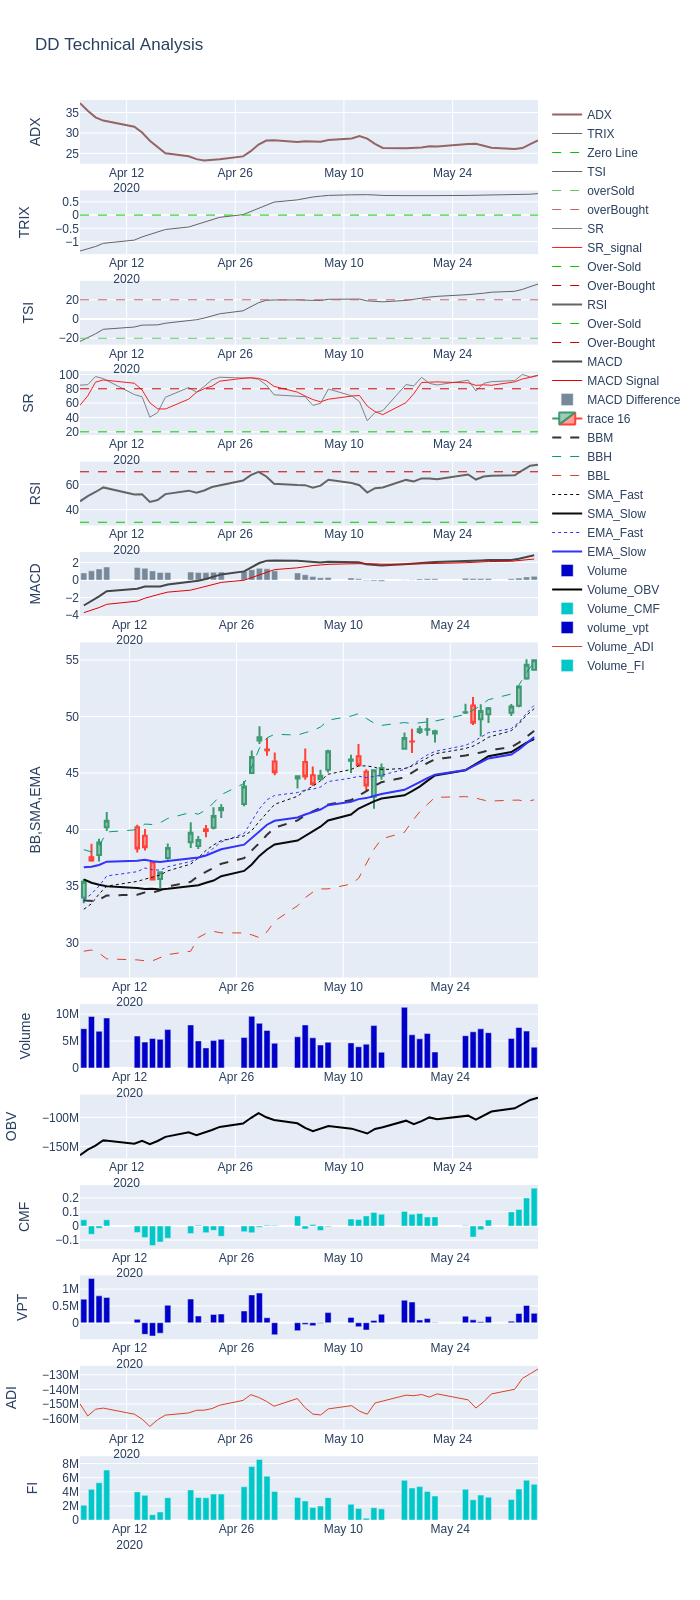 DD Technical Analysis
ADX
35
30
25
Apr 12 Apr 26 May 10 May 24
2020
TRIX
0.5
0
−0.5
−1
Apr 12 Apr 26 May 10 May 24
2020
TSI
20
0
−20
Apr 12 Apr 26 May 10 May 24
2020
SR
100
80
60
40
20
Apr 12 Apr 26 May 10 May 24
2020
RSI
60
40
Apr 12 Apr 26 May 10 May 24
2020
MACD
2
0
−2
−4
Apr 12 Apr 26 May 10 May 24
2020
BB,SMA,EMA
55
50
45
40
35
30
Apr 12 Apr 26 May 10 May 24
2020
Volume
10M
5M
0
Apr 12 Apr 26 May 10 May 24
2020
OBV
−100M
−150M
Apr 12 Apr 26 May 10 May 24
2020
CMF
0.2
0.1
0
−0.1
Apr 12 Apr 26 May 10 May 24
2020
VPT
1M
0.5M
0
Apr 12 Apr 26 May 10 May 24
2020
ADI
−130M
−140M
−150M
−160M
Apr 12 Apr 26 May 10 May 24
2020
FI
8M
6M
4M
2M
0
Apr 12 Apr 26 May 10 May 24
2020
ADX
TRIX
Zero Line
TSI
overSold
overBought
SR
SR_signal
Over-Sold
Over-Bought
RSI
Over-Sold
Over-Bought
MACD
MACD Signal
MACD Difference
trace 16
BBM
BBH
BBL
SMA_Fast
SMA_Slow
EMA_Fast
EMA_Slow
Volume
Volume_OBV
Volume_CMF
volume_vpt
Volume_ADI
Volume_FI